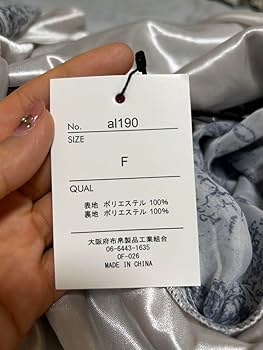 No. al190
SIZE
F
QUAL
表地 ポリエステル 100%
裏地 ポリエステル 100%
大阪府布帛製品工業組合
06-6443-1635
OF-026
MADE IN CHINA